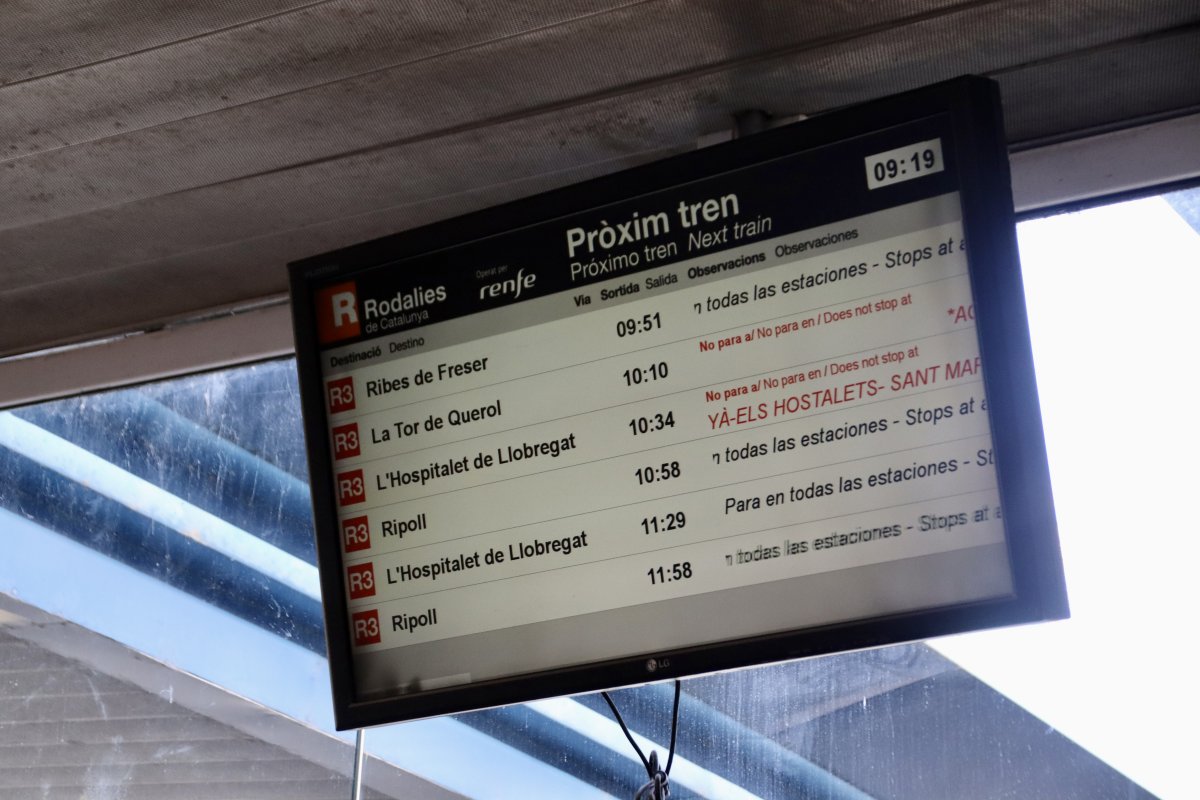 09:19
Pròxim tren
Próximo tren Next train
R Rodalies
de Catalunya
Operat per
renfe
Destinació Destino Via Sortida Salida Observacions Observaciones
R3 Ribes de Freser 09:51 n todas las estaciones - Stops at a
R3 La Tor de Querol 10:10 No para a/ No para en / Does not stop at
*AC
R3 L'Hospitalet de Llobregat 10:34 No para a/ No para en / Does not stop at
YÀ-ELS HOSTALETS- SANT MAR
R3 Ripoll 10:58 n todas las estaciones - Stops at a
R3 L'Hospitalet de Llobregat 11:29 Para en todas las estaciones - St
R3 Ripoll 11:58 n todas las estaciones - Stops at a
LG